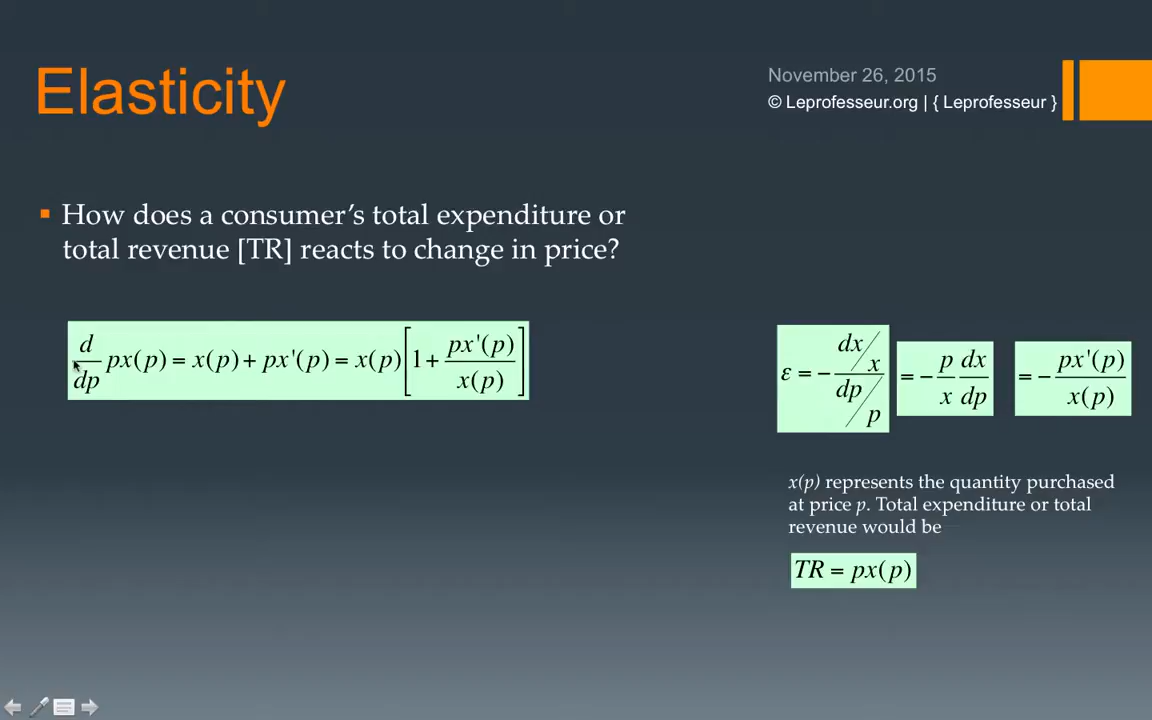 Elasticity
November 26, 2015
© Leprofesseur.org | { Leprofesseur }
▪ How does a consumer’s total expenditure or
total revenue [TR] reacts to change in price?
d/dp px(p) = x(p) + px'(p) = x(p)[1 + px'(p)/x(p)]
ε = − (dx/x)/(dp/p) = − p/x dx/dp = − px'(p)/x(p)
x(p) represents the quantity purchased
at price p. Total expenditure or total
revenue would be
TR = px(p)